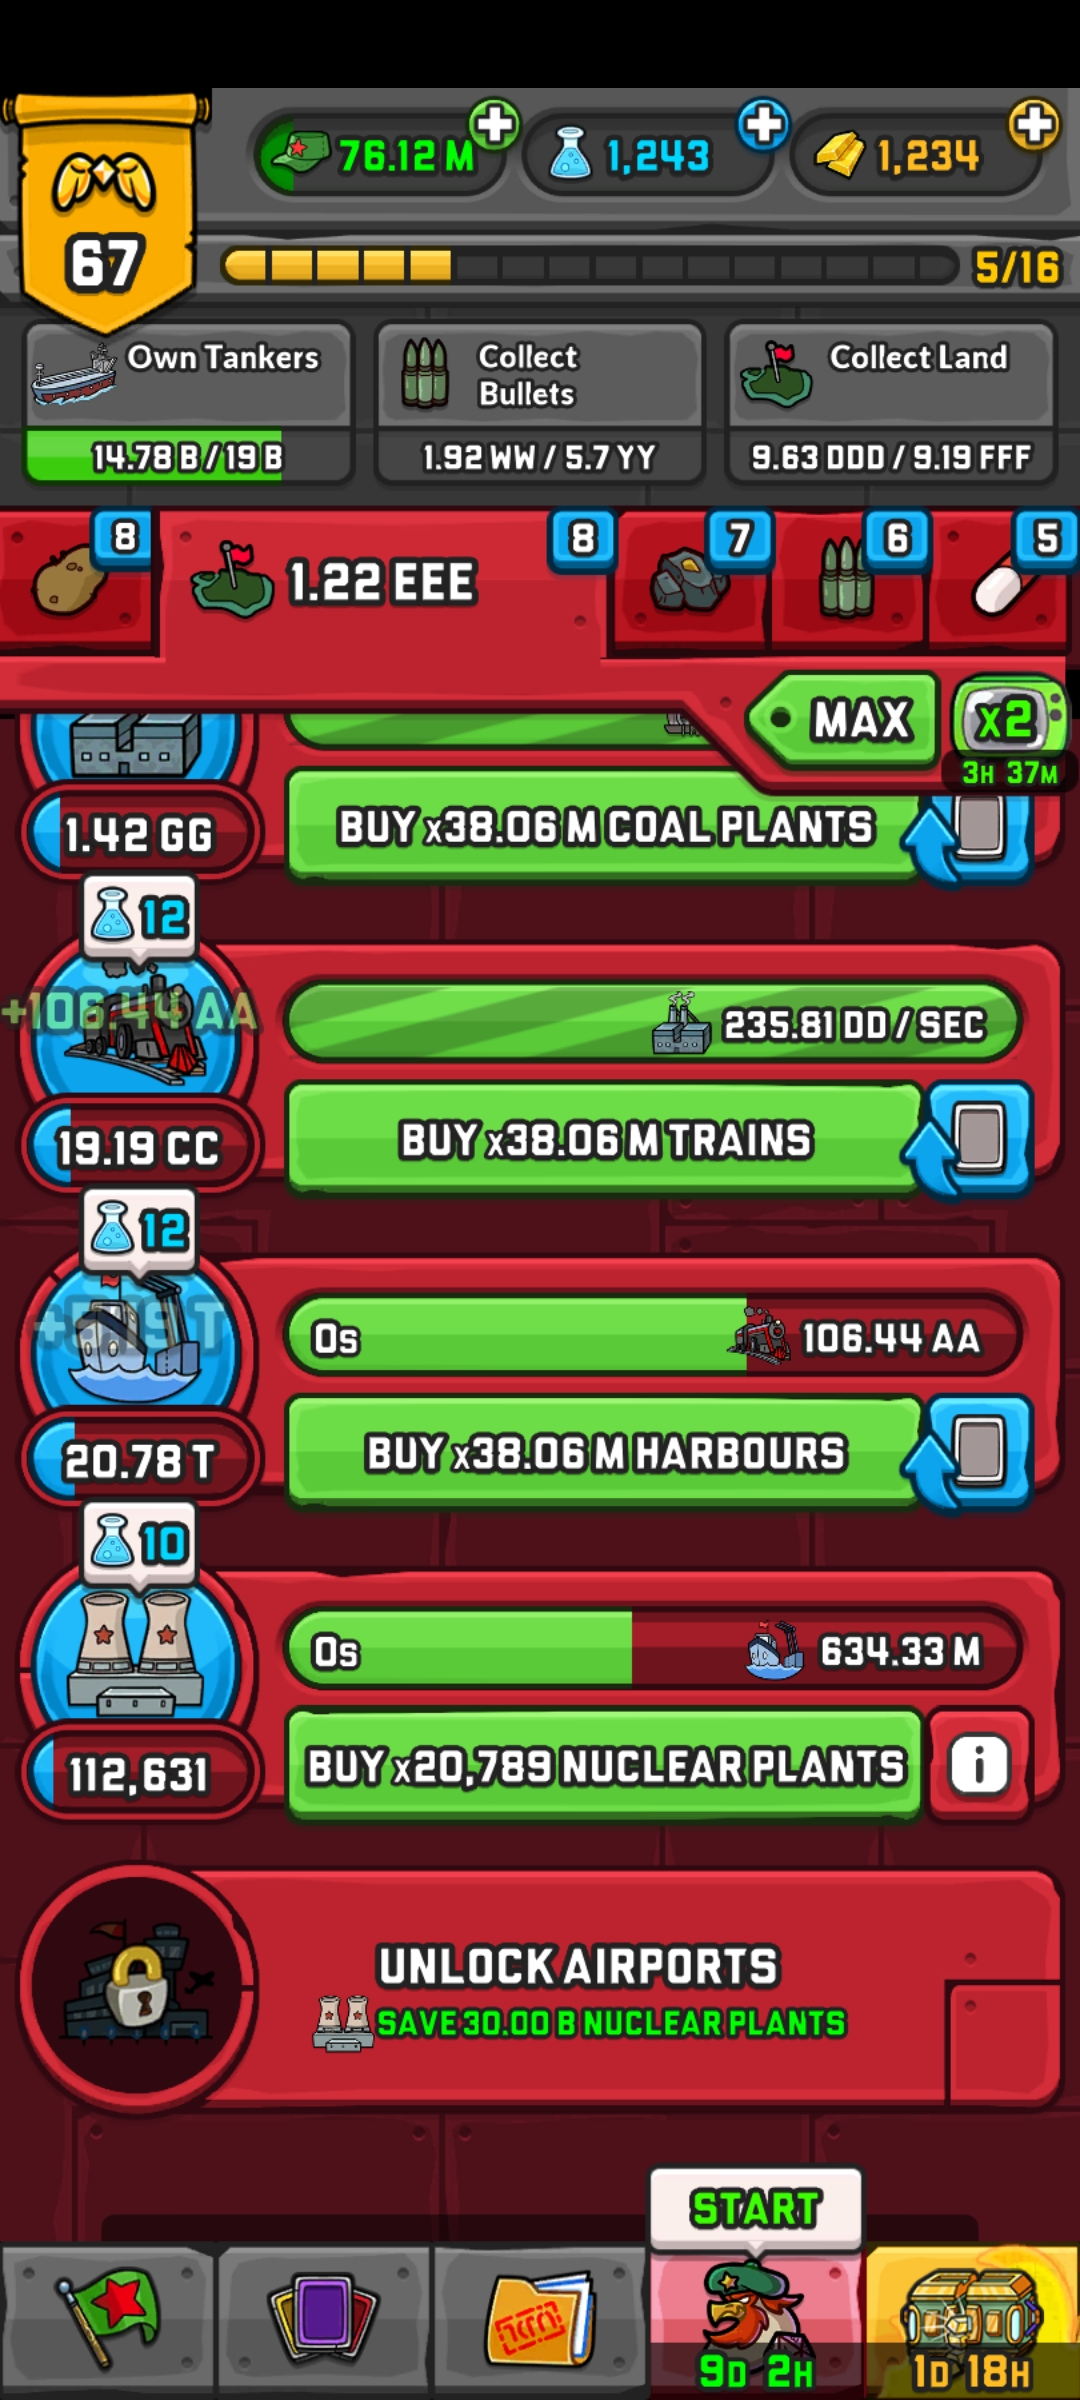 67
76.12 M
1,243
1,234
5/16
Own Tankers
14.78 B / 19 B
Collect
Bullets
1.92 WW / 5.7 YY
Collect Land
9.63 DDD / 9.19 FFF
8
1.22 EEE
8
7
6
5
MAX
x2
3H 37M
1.42 GG
BUY x38.06 M COAL PLANTS
12
+106.44 AA
235.81 DD / SEC
19.19 CC
BUY x38.06 M TRAINS
12
0s
106.44 AA
20.78 T
BUY x38.06 M HARBOURS
10
0s
634.33 M
112,631
BUY x20,789 NUCLEAR PLANTS
i
UNLOCK AIRPORTS
SAVE 30.00 B NUCLEAR PLANTS
START
9D 2H
1D 18H